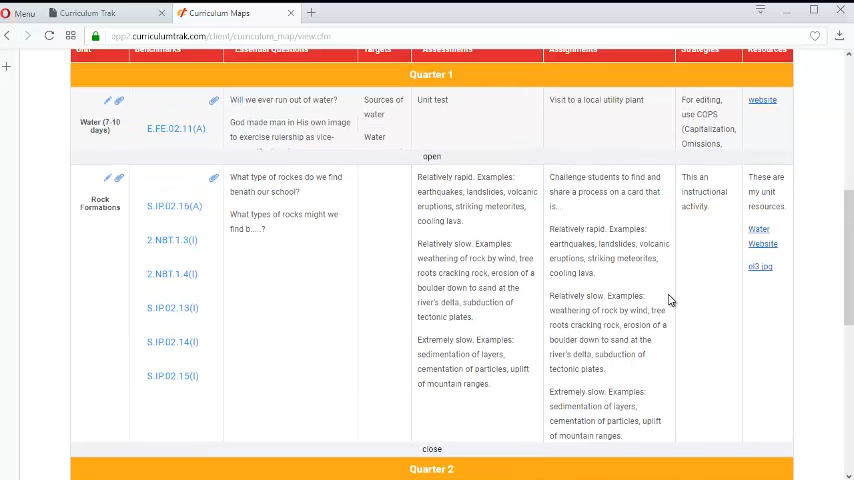 Menu
Curriculum Trak
Curriculum Maps
app2.curriculumtrak.com/client/curriculum_map/view.cfm
Unit
Benchmarks
Essential Questions
Targets
Assessments
Assignments
Strategies
Resources
Quarter 1
Water (7-10
days)
E.FE.02.11(A)
Will we ever run out of water?
God made man in His own image
to exercise rulership as vice-
Sources of
water
Water
Unit test
Visit to a local utility plant
For editing,
use COPS
(Capitalization,
Omissions,
website
open
Rock
Formations
S.IP.02.16(A)
2.NBT.1.3(I)
2.NBT.1.4(I)
S.IP.02.13(I)
S.IP.02.14(I)
S.IP.02.15(I)
What type of rockes do we find
benath our school?
What types of rocks might we
find b.....?
Relatively rapid. Examples:
earthquakes, landslides, volcanic
eruptions, striking meteorites,
cooling lava.
Relatively slow. Examples:
weathering of rock by wind, tree
roots cracking rock, erosion of a
boulder down to sand at the
river's delta, subduction of
tectonic plates.
Extremely slow. Examples:
sedimentation of layers,
cementation of particles, uplift
of mountain ranges.
Challenge students to find and
share a process on a card that
is....
Relatively rapid. Examples:
earthquakes, landslides, volcanic
eruptions, striking meteorites,
cooling lava.
Relatively slow. Examples:
weathering of rock by wind, tree
roots cracking rock, erosion of a
boulder down to sand at the
river's delta, subduction of
tectonic plates.
Extremely slow. Examples:
sedimentation of layers,
cementation of particles, uplift
of mountain ranges.
This an
instructional
activity.
These are
my unit
resources.
Water
Website
el3 jpg
close
Quarter 2